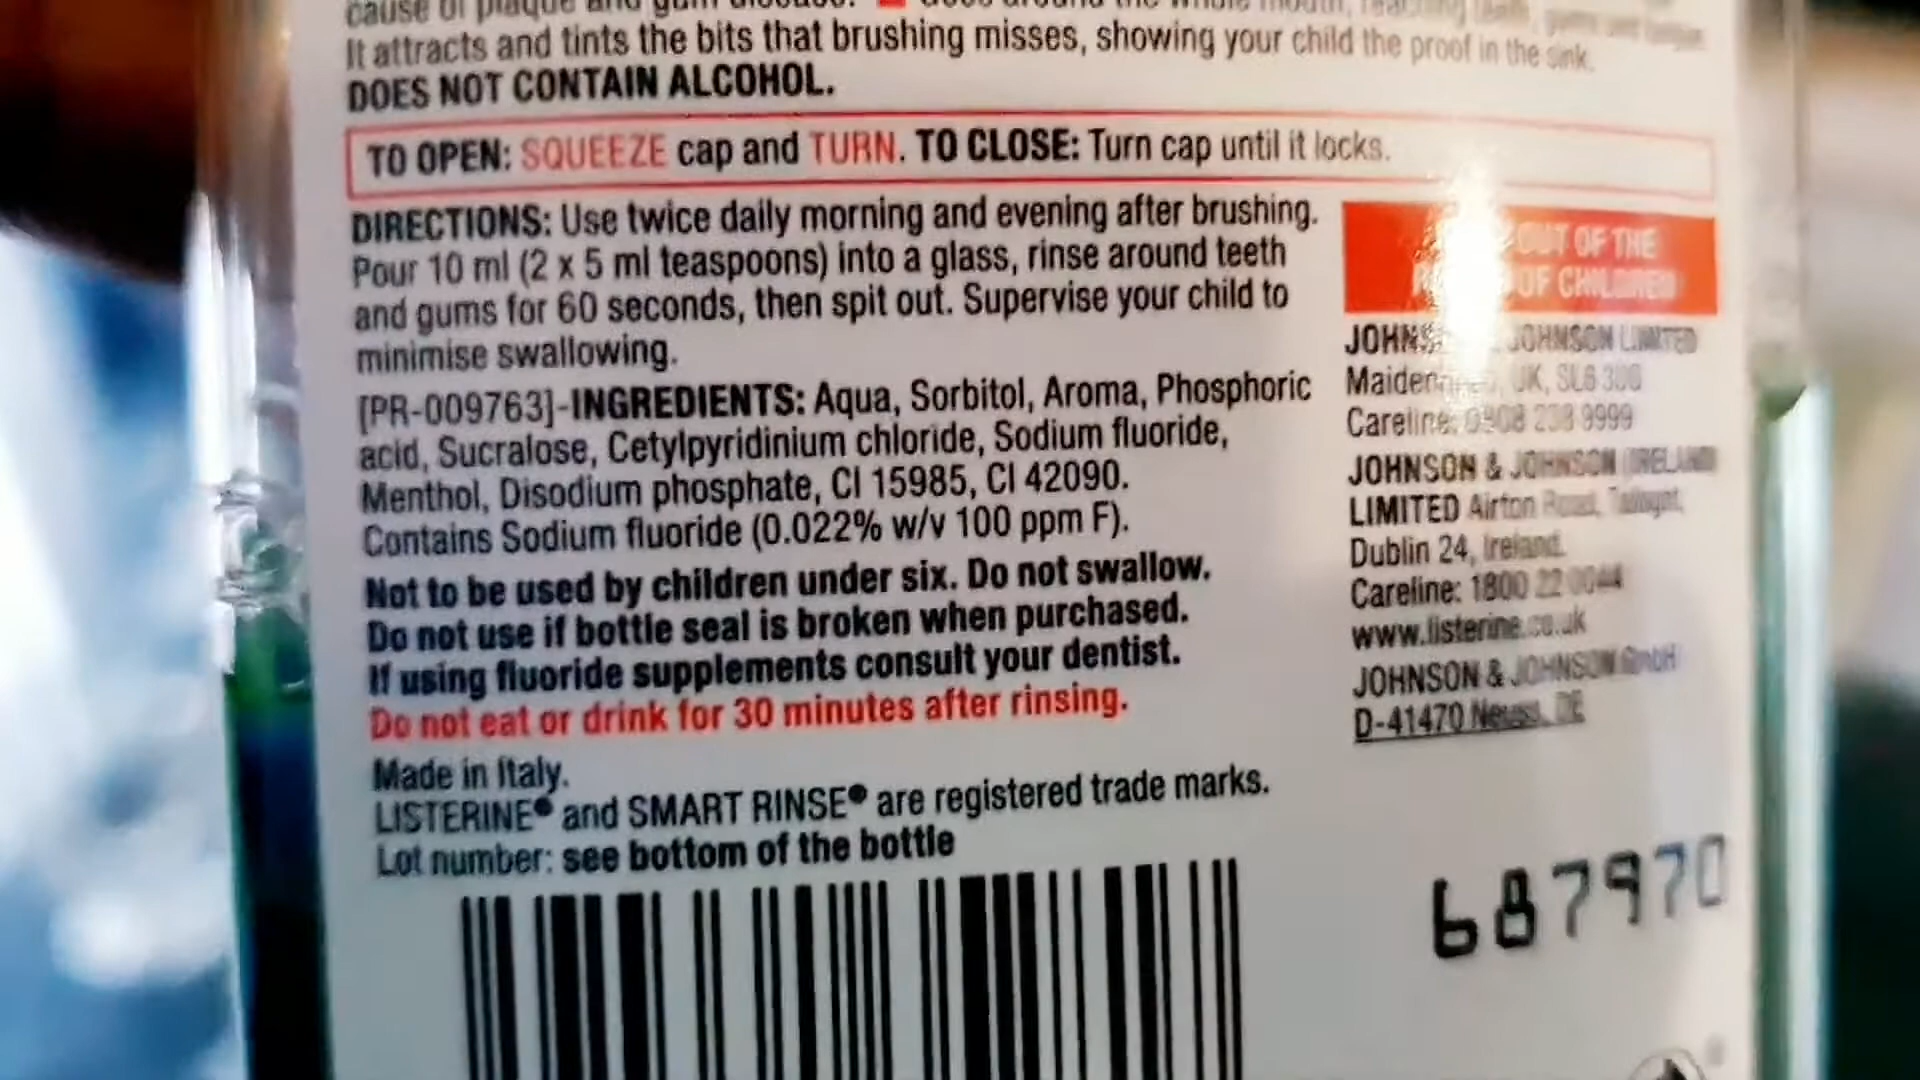 cause of plaque and gum disease.
It attracts and tints the bits that brushing misses, showing your child the proof in the sink.
DOES NOT CONTAIN ALCOHOL.
TO OPEN: SQUEEZE cap and TURN. TO CLOSE: Turn cap until it locks.
DIRECTIONS: Use twice daily morning and evening after brushing.
Pour 10 ml (2 x 5 ml teaspoons) into a glass, rinse around teeth
and gums for 60 seconds, then spit out. Supervise your child to
minimise swallowing.
[PR-009763]-INGREDIENTS: Aqua, Sorbitol, Aroma, Phosphoric
acid, Sucralose, Cetylpyridinium chloride, Sodium fluoride,
Menthol, Disodium phosphate, CI 15985, CI 42090.
Contains Sodium fluoride (0.022% w/v 100 ppm F).
Not to be used by children under six. Do not swallow.
Do not use if bottle seal is broken when purchased.
If using fluoride supplements consult your dentist.
Do not eat or drink for 30 minutes after rinsing.
Made in Italy.
LISTERINE® and SMART RINSE® are registered trade marks.
Lot number: see bottom of the bottle
OUT OF THE
OF CHILDREN
JOHNSON LIMITED
UK,
Careline:
JOHNSON & JOHNSON (IRELAND)
LIMITED Airton Road, Tallaght,
Dublin 24, Ireland.
Careline: 1800 22 0044
www.listerine.co.uk
JOHNSON & JOHNSON GmbH
D-41470 Neuss, DE
687970